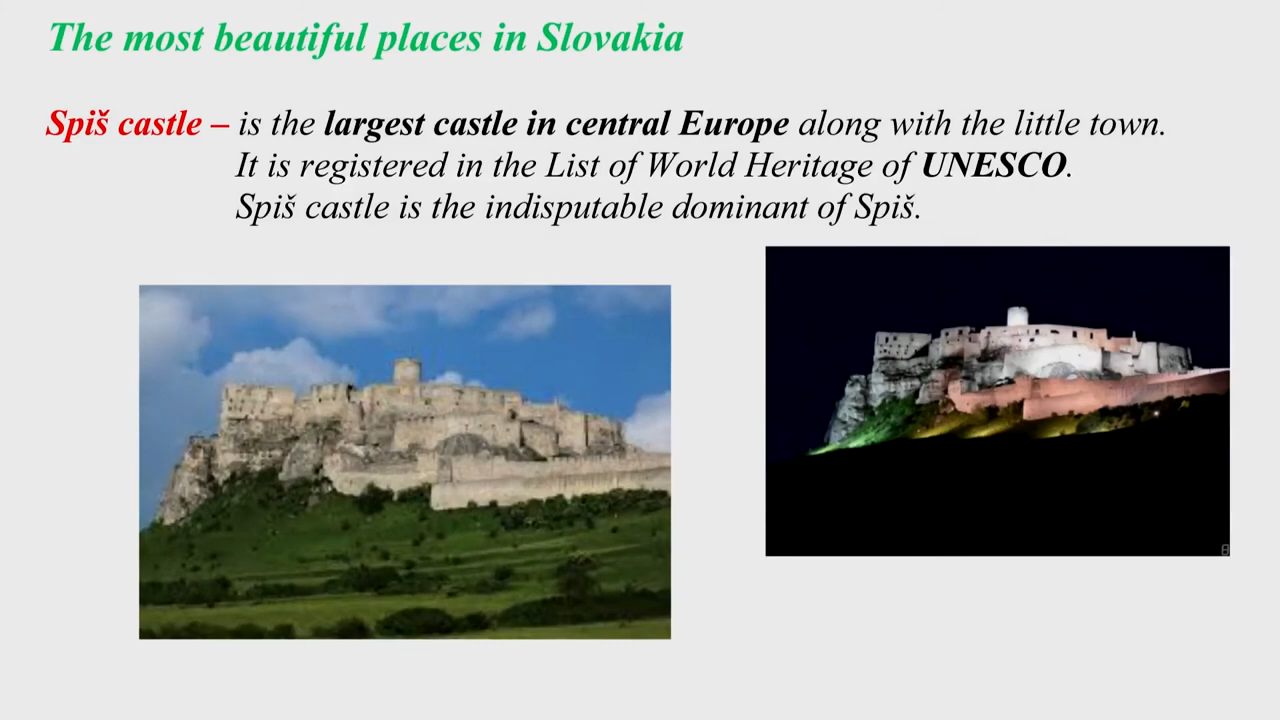 The most beautiful places in Slovakia
Spiš castle – is the largest castle in central Europe along with the little town.
It is registered in the List of World Heritage of UNESCO.
Spiš castle is the indisputable dominant of Spiš.